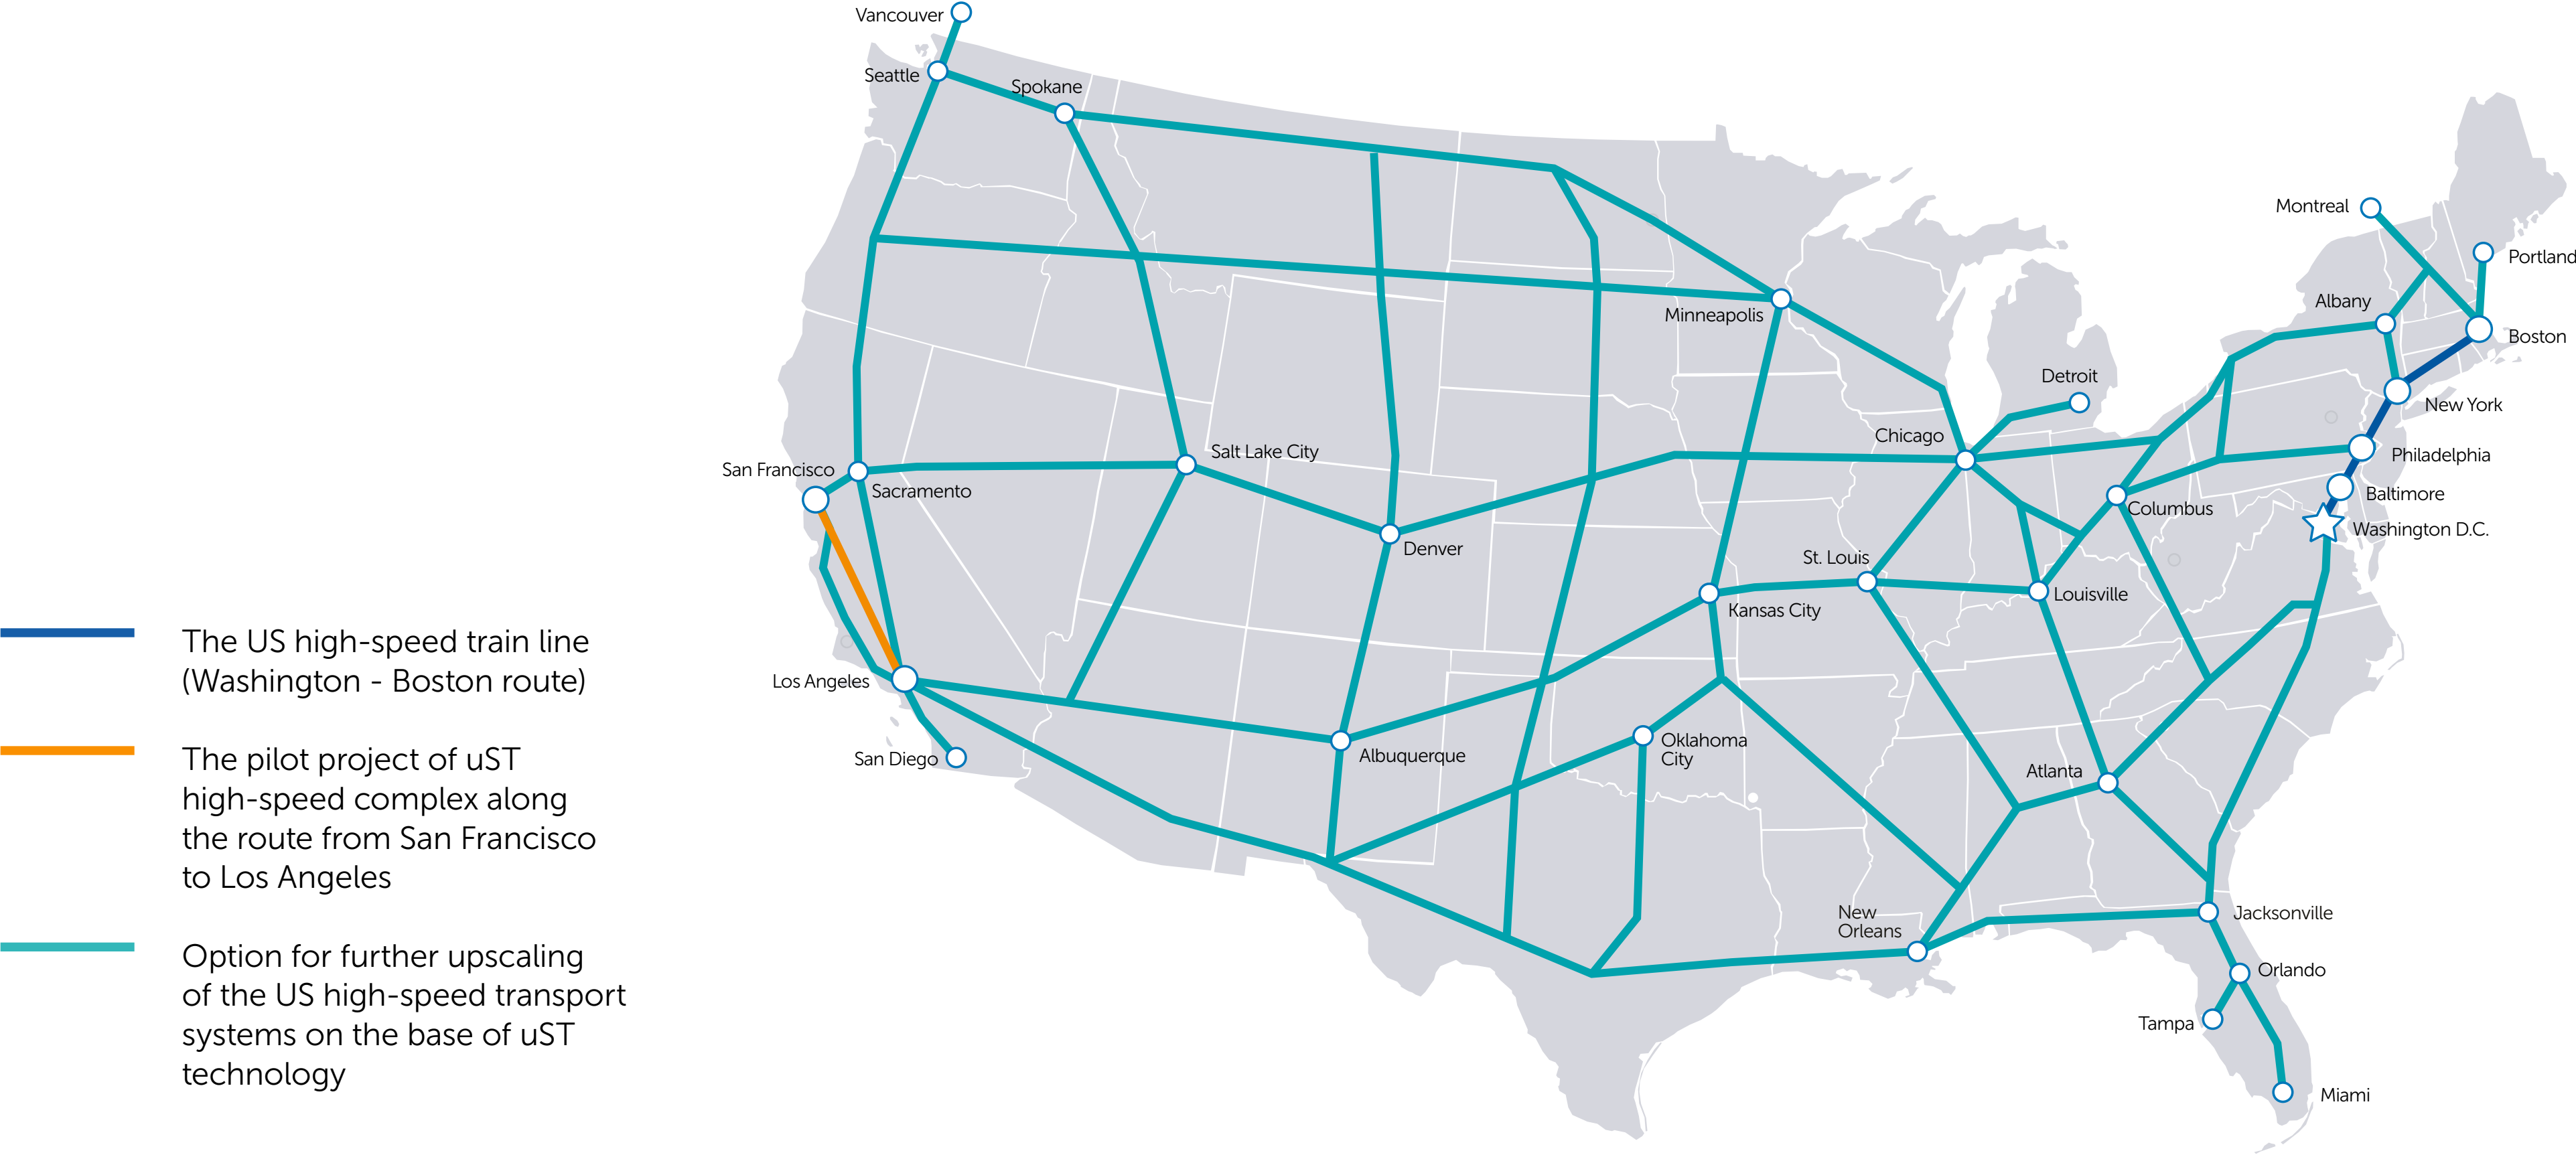 Vancouver
Seattle
Spokane
Montreal
Portland
Albany
Boston
Minneapolis
Detroit
New York
Chicago
Salt Lake City
San Francisco
Philadelphia
Sacramento
Baltimore
Columbus
Washington D.C.
Denver
St. Louis
Louisville
Kansas City
The US high-speed train line
(Washington - Boston route)
Los Angeles
Oklahoma
City
San Diego
Albuquerque
Atlanta
The pilot project of uST
high-speed complex along
the route from San Francisco
to Los Angeles
New
Orleans
Jacksonville
Option for further upscaling
of the US high-speed transport
systems on the base of uST
technology
Orlando
Tampa
Miami